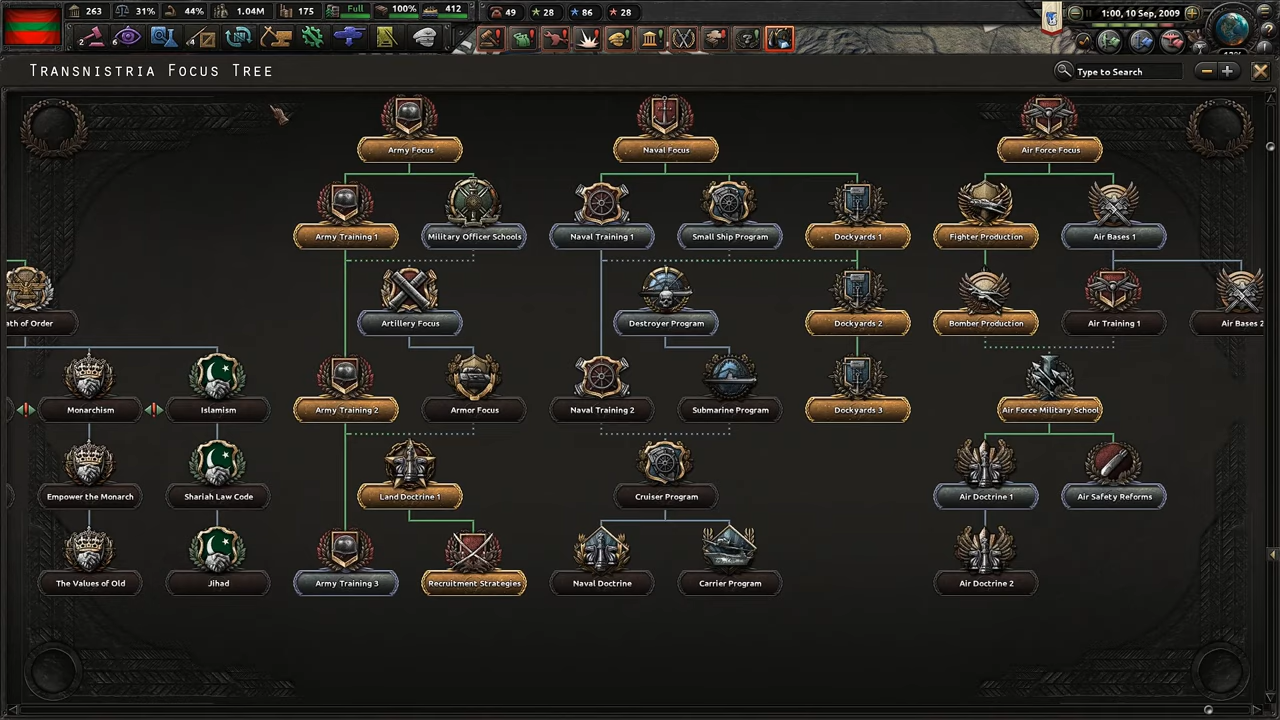 263 31% 44% 1.04M 175 Full 100% 412 49 28 86 28 1:00, 10 Sep, 2009
2 4
Transnistria Focus Tree Type to Search
Army Focus Naval Focus Air Force Focus
Army Training 1 Military Officer Schools Naval Training 1 Small Ship Program Dockyards 1 Fighter Production Air Bases 1
ath of Order Artillery Focus Destroyer Program Dockyards 2 Bomber Production Air Training 1 Air Bases 2
Monarchism Islamism Army Training 2 Armor Focus Naval Training 2 Submarine Program Dockyards 3 Air Force Military School
Empower the Monarch Shariah Law Code Land Doctrine 1 Cruiser Program Air Doctrine 1 Air Safety Reforms
The Values of Old Jihad Army Training 3 Recruitment Strategies Naval Doctrine Carrier Program Air Doctrine 2